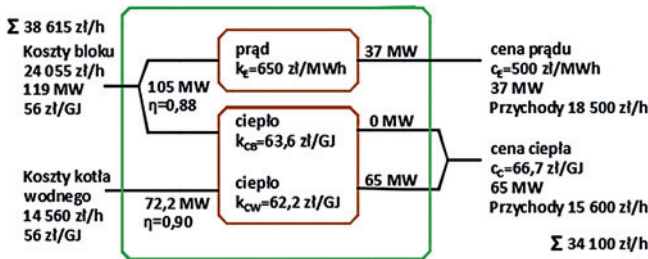 Σ 38 615 zł/h
Koszty bloku
24 055 zł/h
119 MW
56 zł/GJ
105 MW
η=0,88
prąd
kE=650 zł/MWh
37 MW
cena prądu
cE=500 zł/MWh
37 MW
Przychody 18 500 zł/h
ciepło
kCB=63,6 zł/GJ
0 MW
Koszty kotła
wodnego
14 560 zł/h
56 zł/GJ
72,2 MW
η=0,90
ciepło
kCW=62,2 zł/GJ
65 MW
cena ciepła
cC=66,7 zł/GJ
65 MW
Przychody 15 600 zł/h
Σ 34 100 zł/h